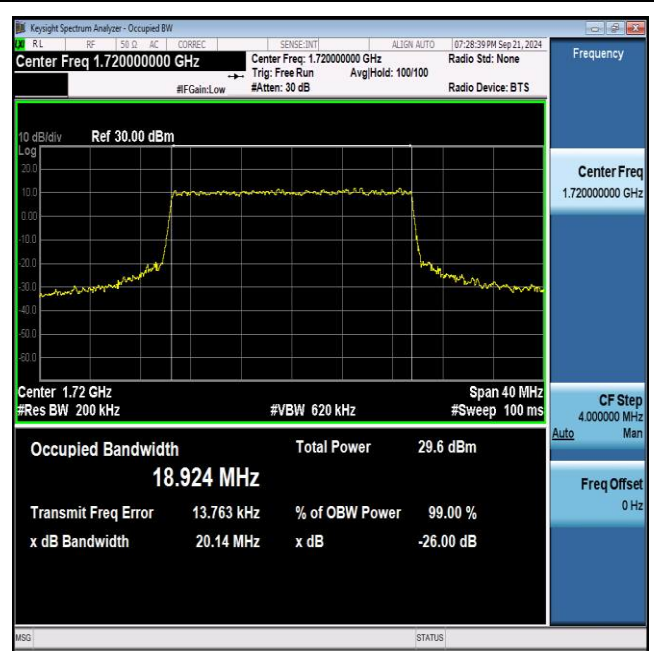 Keysight Spectrum Analyzer - Occupied BW
RL RF 50 Ω AC CORREC SENSE:INT ALIGN AUTO 07:28:39 PM Sep 21, 2024
Center Freq 1.720000000 GHz
Center Freq: 1.720000000 GHz
Radio Std: None
Trig: Free Run Avg|Hold: 100/100
#IFGain:Low #Atten: 30 dB
Radio Device: BTS
Frequency
10 dB/div Ref 30.00 dBm
Log
20.0
10.0
0.00
-10.0
-20.0
-30.0
-40.0
-50.0
-60.0
Center 1.72 GHz Span 40 MHz
#Res BW 200 kHz #VBW 620 kHz #Sweep 100 ms
Occupied Bandwidth Total Power 29.6 dBm
18.924 MHz
Transmit Freq Error 13.763 kHz % of OBW Power 99.00 %
x dB Bandwidth 20.14 MHz x dB -26.00 dB
Center Freq
1.720000000 GHz
CF Step
4.000000 MHz
Auto Man
Freq Offset
0 Hz
MSG STATUS